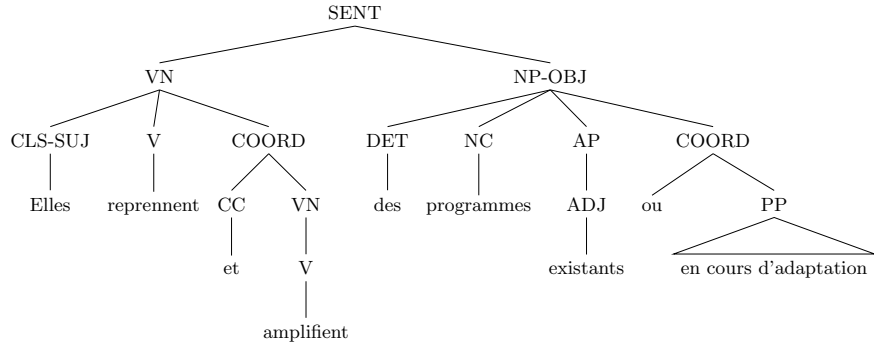 SENT
VN NP-OBJ
CLS-SUJ V COORD DET NC AP COORD
Elles reprennent CC VN des programmes ADJ ou PP
et V existants en cours d'adaptation
amplifient